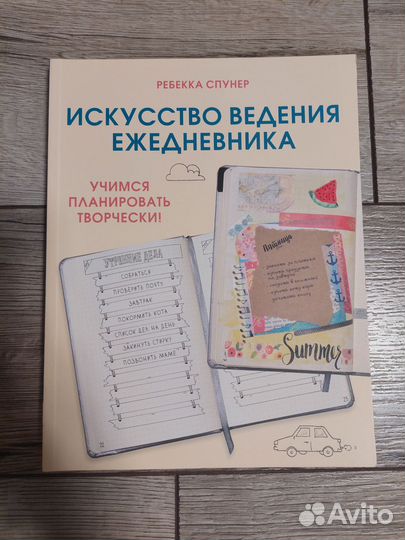 РЕБЕККА СПУНЕР
ИСКУССТВО ВЕДЕНИЯ
ЕЖЕДНЕВНИКА
УЧИМСЯ
ПЛАНИРОВАТЬ
ТВОРЧЕСКИ!
УТРЕННИЕ ДЕЛА
СОБРАТЬСЯ
ПРОВЕРИТЬ ПОЧТУ
ЗАВТРАК
ПОКОРМИТЬ КОТА
СПИСОК ДЕЛ НА ДЕНЬ
ЗАКИНУТЬ СТИРКУ
ПОЗВОНИТЬ МАМЕ
Пятница
Summer
Avito